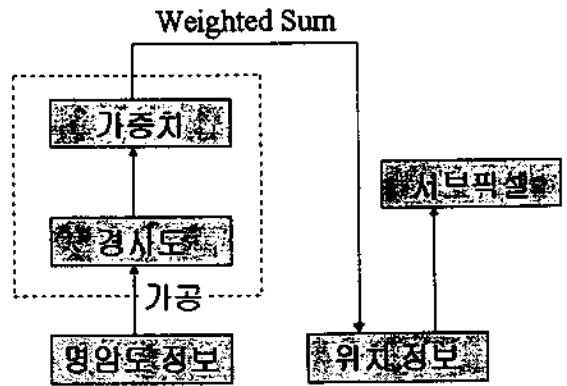 Weighted Sum
가중치
서브픽셀
경사도
가공
명암도 정보
위치 정보